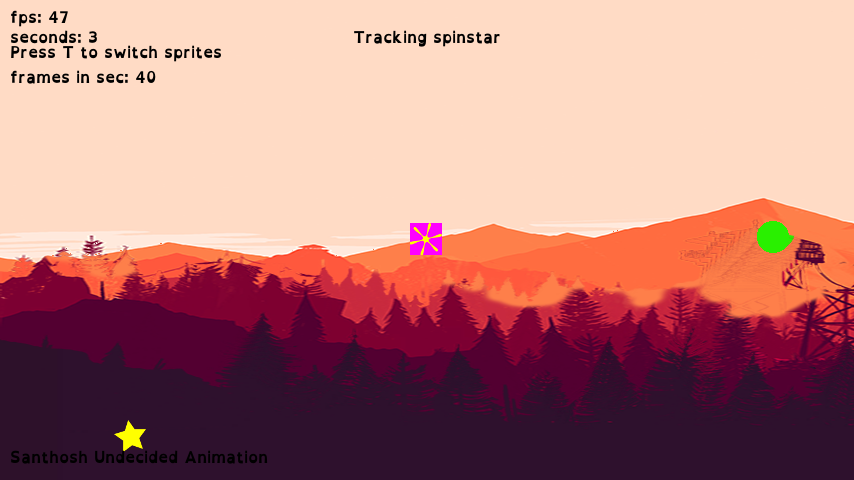 fps: 47
seconds: 3
Tracking spinstar
Press T to switch sprites
frames in sec: 40
Santhosh Undecided Animation